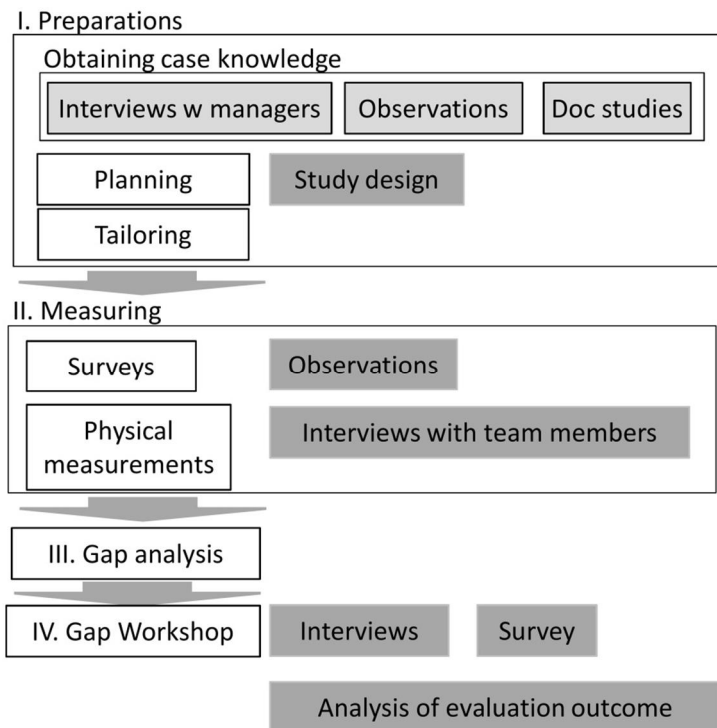 I. Preparations
Obtaining case knowledge
Interviews w managers Observations Doc studies
Planning Study design
Tailoring
II. Measuring
Surveys Observations
Physical
measurements
Interviews with team members
III. Gap analysis
IV. Gap Workshop Interviews Survey
Analysis of evaluation outcome